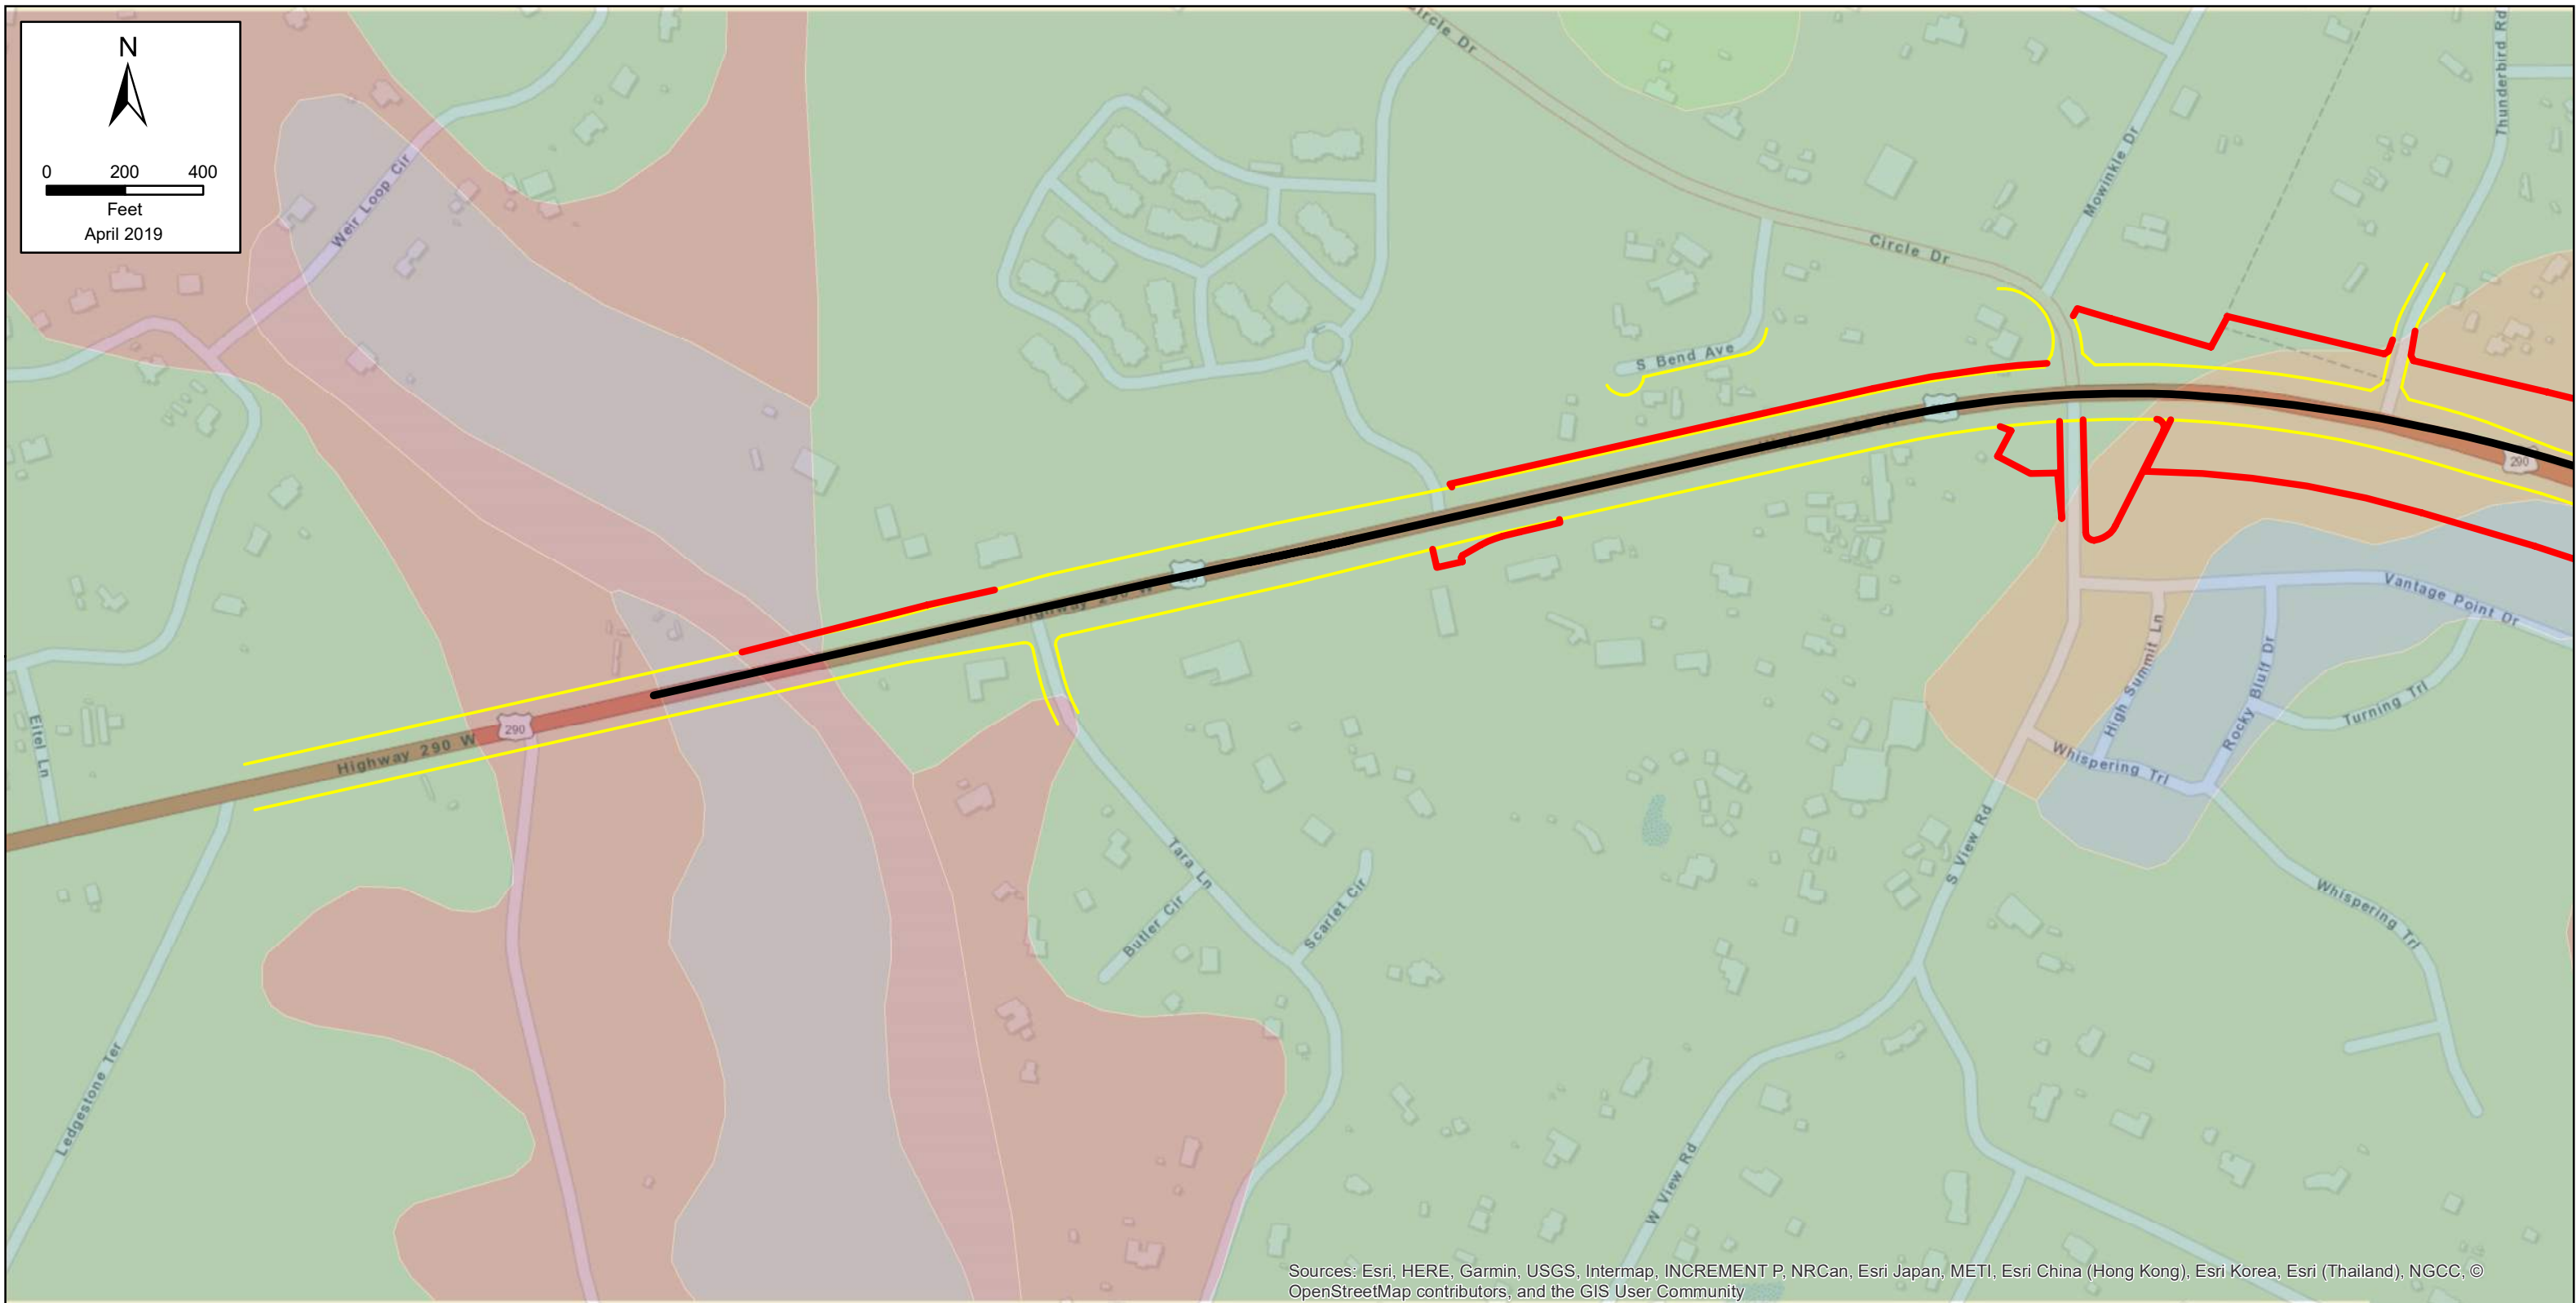 N
0 200 400
Feet
April 2019
Circle Dr
Thunderbird Rd
Weir Loop Cir
Mowinkle Dr
Circle Dr
S Bend Ave
290
Vantage Point Dr
High Summit Ln
Rocky Bluff Dr
Turning Trl
Eitel Ln
Highway 290 W
290
Highway 290 W
Whispering Trl
S View Rd
Tara Ln
Butler Cir
Scarlet Cir
Whispering Trl
Ledgestone Ter
W View Rd
Sources: Esri, HERE, Garmin, USGS, Intermap, INCREMENT P, NRCan, Esri Japan, METI, Esri China (Hong Kong), Esri Korea, Esri (Thailand), NGCC, ©
OpenStreetMap contributors, and the GIS User Community